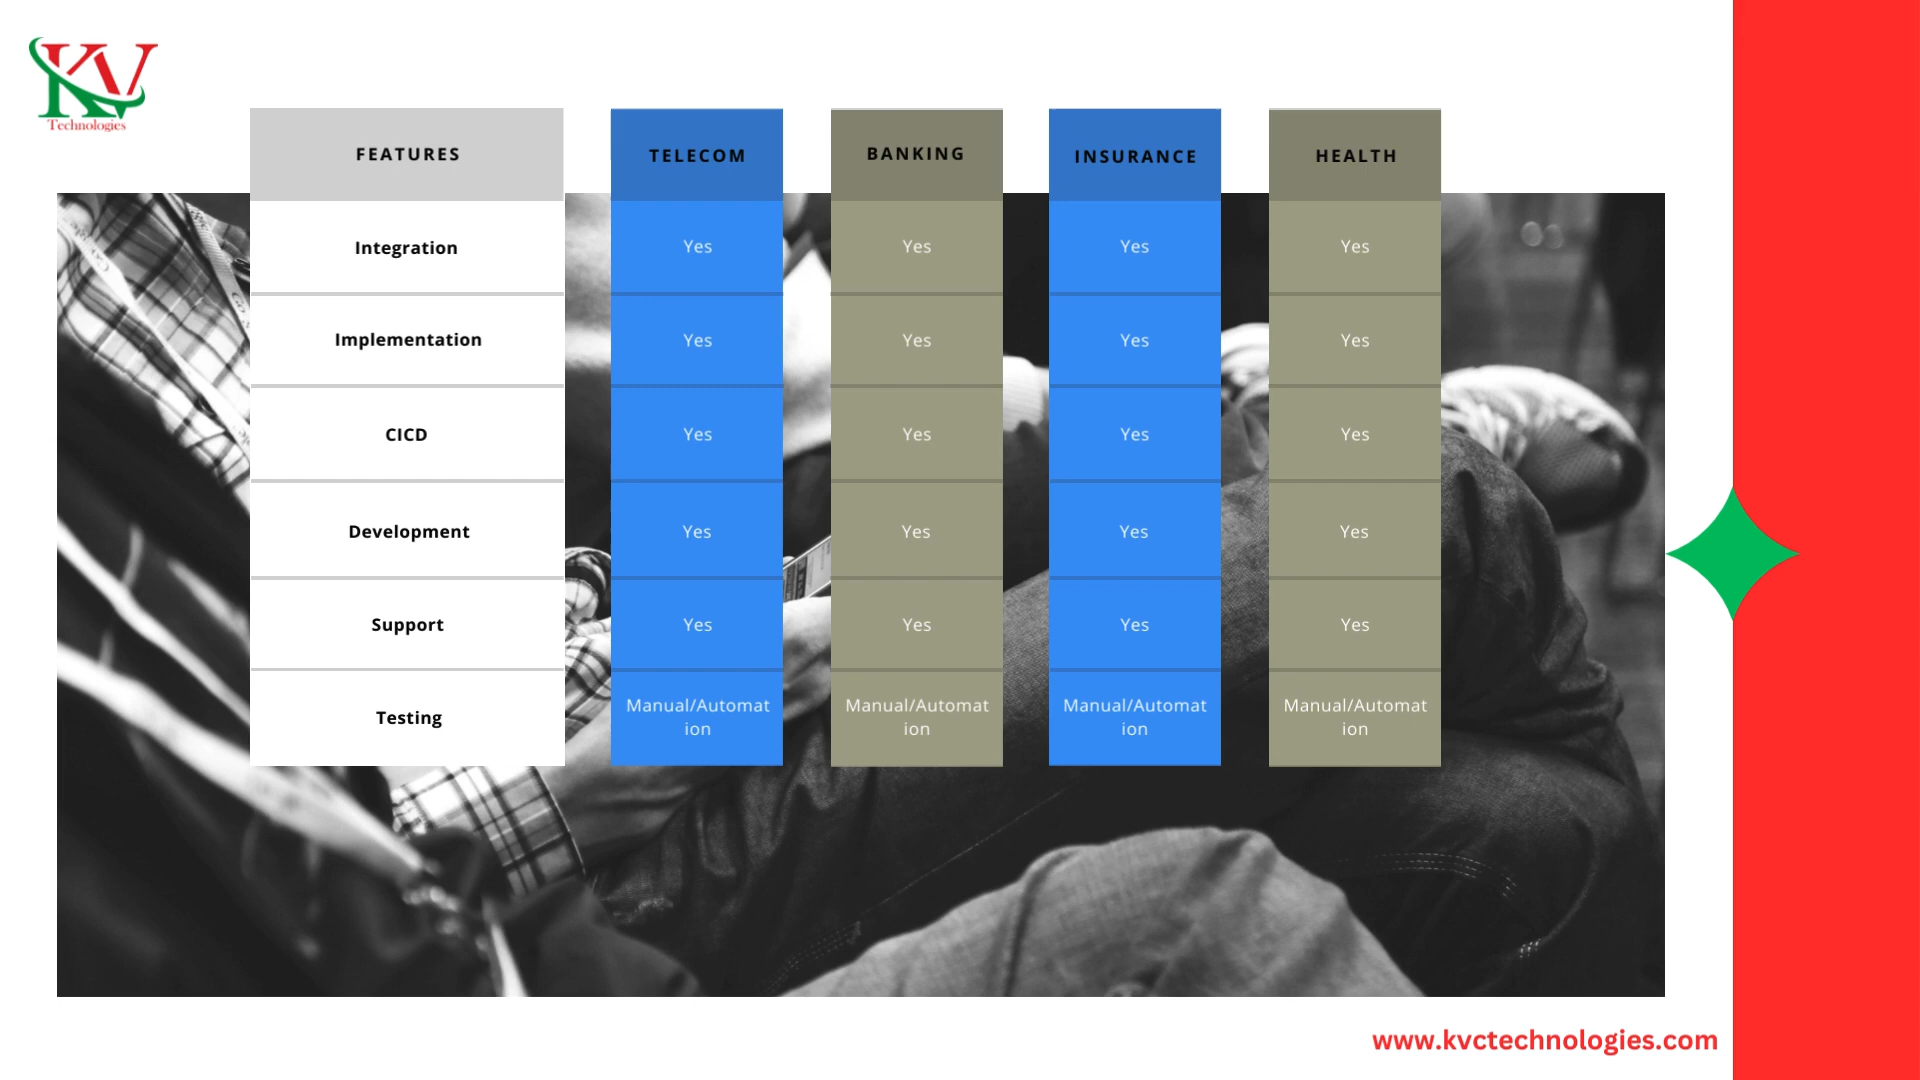 KV
Technologies
FEATURES TELECOM BANKING INSURANCE HEALTH
Integration Yes Yes Yes Yes
Implementation Yes Yes Yes Yes
CICD Yes Yes Yes Yes
Development Yes Yes Yes Yes
Support Yes Yes Yes Yes
Testing Manual/Automat Manual/Automat Manual/Automat Manual/Automat
ion ion ion ion
www.kvctechnologies.com